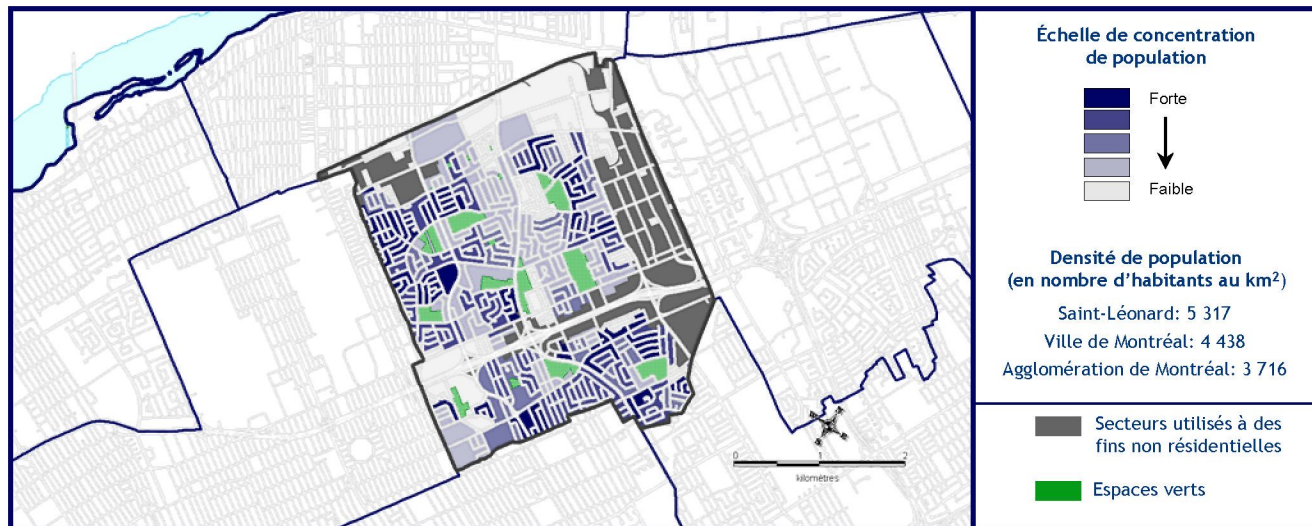 Échelle de concentration
de population
Forte
Faible
Densité de population
(en nombre d'habitants au km²)
Saint-Léonard: 5 317
Ville de Montréal: 4 438
Agglomération de Montréal: 3 716
Secteurs utilisés à des
fins non résidentielles
Espaces verts
0 1 2
kilomètres